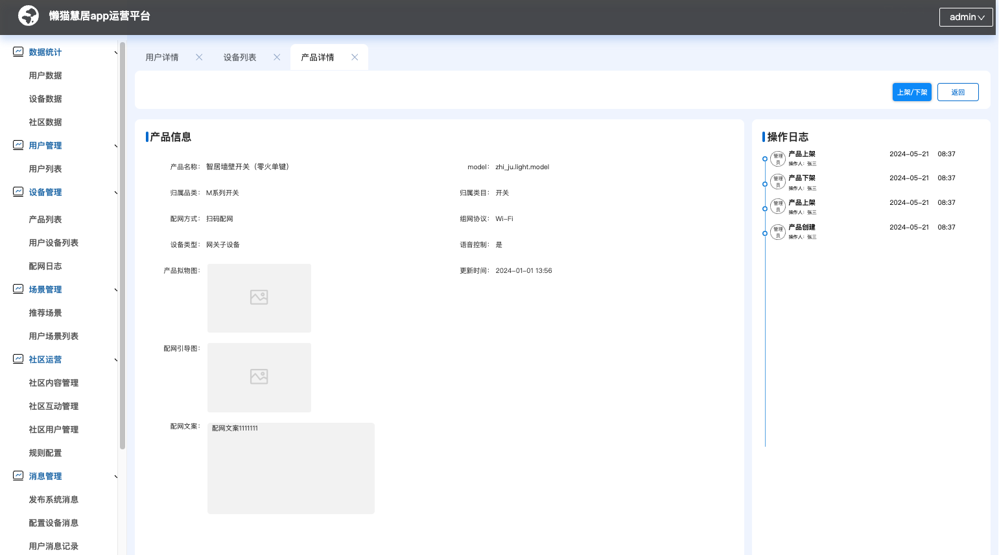 懒猫慧居app运营平台
admin
数据统计
用户数据
设备数据
社区数据
用户管理
用户列表
设备管理
产品列表
用户设备列表
配网日志
场景管理
推荐场景
用户场景列表
社区运营
社区内容管理
社区互动管理
社区用户管理
规则配置
消息管理
发布系统消息
配置设备消息
用户消息记录
用户详情
设备列表
产品详情
上架/下架
返回
产品信息
产品名称： 智居墙壁开关（零火单键）
model： zhi_ju.light.model
归属品类： M系列开关
归属类目： 开关
配网方式： 扫码配网
组网协议： Wi-Fi
设备类型： 网关子设备
语音控制： 是
产品拟物图：
更新时间： 2024-01-01 13:56
配网引导图：
配网文案： 配网文案1111111
操作日志
管理员 产品上架 2024-05-21 08:37
操作人：张三
管理员 产品下架 2024-05-21 08:37
操作人：张三
管理员 产品上架 2024-05-21 08:37
操作人：张三
管理员 产品创建 2024-05-21 08:37
操作人：张三